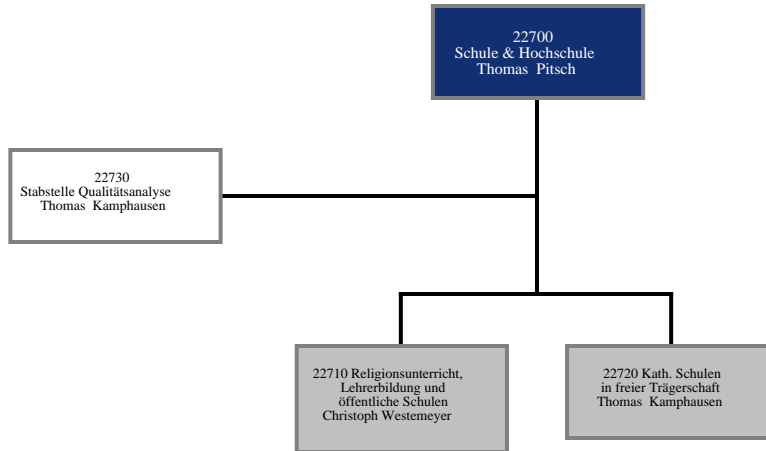 22700
Schule & Hochschule
Thomas Pitsch
22730
Stabstelle Qualitätsanalyse
Thomas Kamphausen
22710 Religionsunterricht,
Lehrerbildung und
öffentliche Schulen
Christoph Westemeyer
22720 Kath. Schulen
in freier Trägerschaft
Thomas Kamphausen